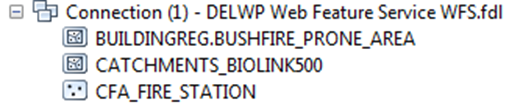 Connection (1) - DELWP Web Feature Service WFS.fdl
BUILDINGREG.BUSHFIRE_PRONE_AREA
CATCHMENTS_BIOLINK500
CFA_FIRE_STATION